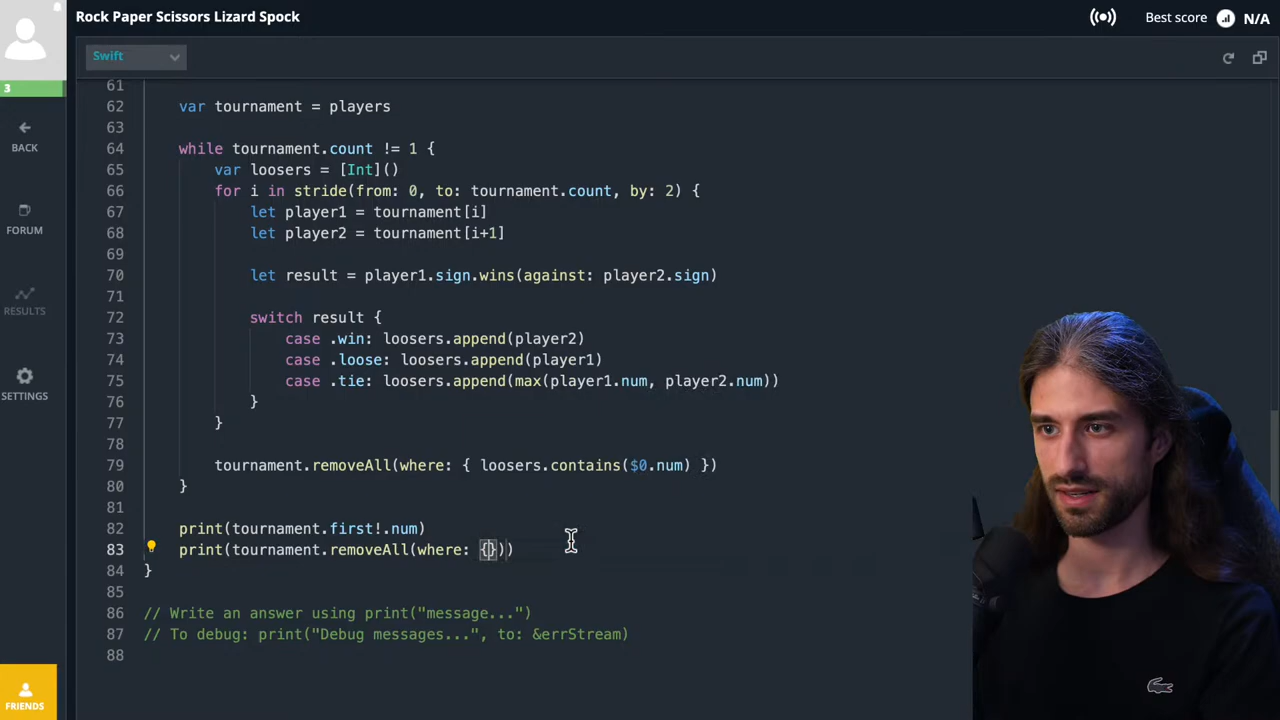 Rock Paper Scissors Lizard Spock
Best score N/A
3
Swift
BACK
FORUM
RESULTS
SETTINGS
FRIENDS
61
62 var tournament = players
63
64 while tournament.count != 1 {
65 var loosers = [Int]()
66 for i in stride(from: 0, to: tournament.count, by: 2) {
67 let player1 = tournament[i]
68 let player2 = tournament[i+1]
69
70 let result = player1.sign.wins(against: player2.sign)
71
72 switch result {
73 case .win: loosers.append(player2)
74 case .loose: loosers.append(player1)
75 case .tie: loosers.append(max(player1.num, player2.num))
76 }
77 }
78
79 tournament.removeAll(where: { loosers.contains($0.num) })
80 }
81
82 print(tournament.first!.num)
83 print(tournament.removeAll(where: {}))
84 }
85
86 // Write an answer using print("message...")
87 // To debug: print("Debug messages...", to: &errStream)
88